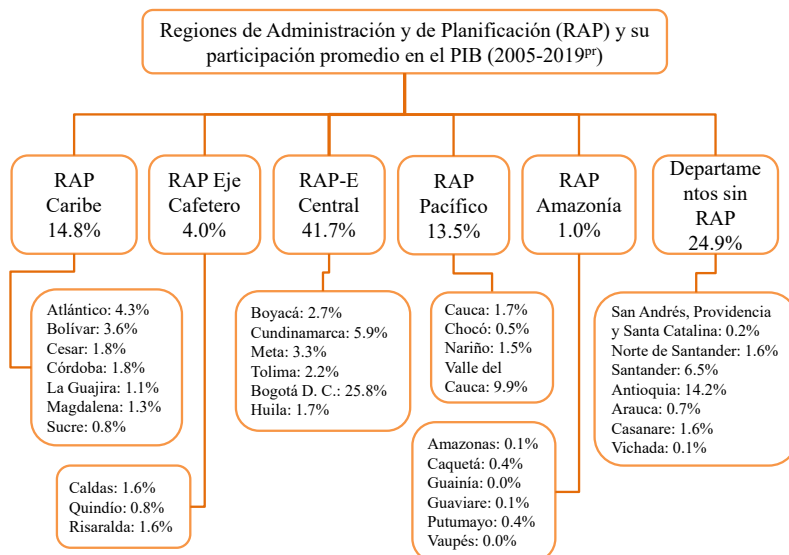 Regiones de Administración y de Planificación (RAP) y su
participación promedio en el PIB (2005-2019ᵖʳ)
RAP
Caribe
14.8%
RAP Eje
Cafetero
4.0%
RAP-E
Central
41.7%
RAP
Pacífico
13.5%
RAP
Amazonía
1.0%
Departame
ntos sin
RAP
24.9%
Atlántico: 4.3%
Bolívar: 3.6%
Cesar: 1.8%
Córdoba: 1.8%
La Guajira: 1.1%
Magdalena: 1.3%
Sucre: 0.8%
Caldas: 1.6%
Quindío: 0.8%
Risaralda: 1.6%
Boyacá: 2.7%
Cundinamarca: 5.9%
Meta: 3.3%
Tolima: 2.2%
Bogotá D. C.: 25.8%
Huila: 1.7%
Cauca: 1.7%
Chocó: 0.5%
Nariño: 1.5%
Valle del
Cauca: 9.9%
Amazonas: 0.1%
Caquetá: 0.4%
Guainía: 0.0%
Guaviare: 0.1%
Putumayo: 0.4%
Vaupés: 0.0%
San Andrés, Providencia
y Santa Catalina: 0.2%
Norte de Santander: 1.6%
Santander: 6.5%
Antioquia: 14.2%
Arauca: 0.7%
Casanare: 1.6%
Vichada: 0.1%